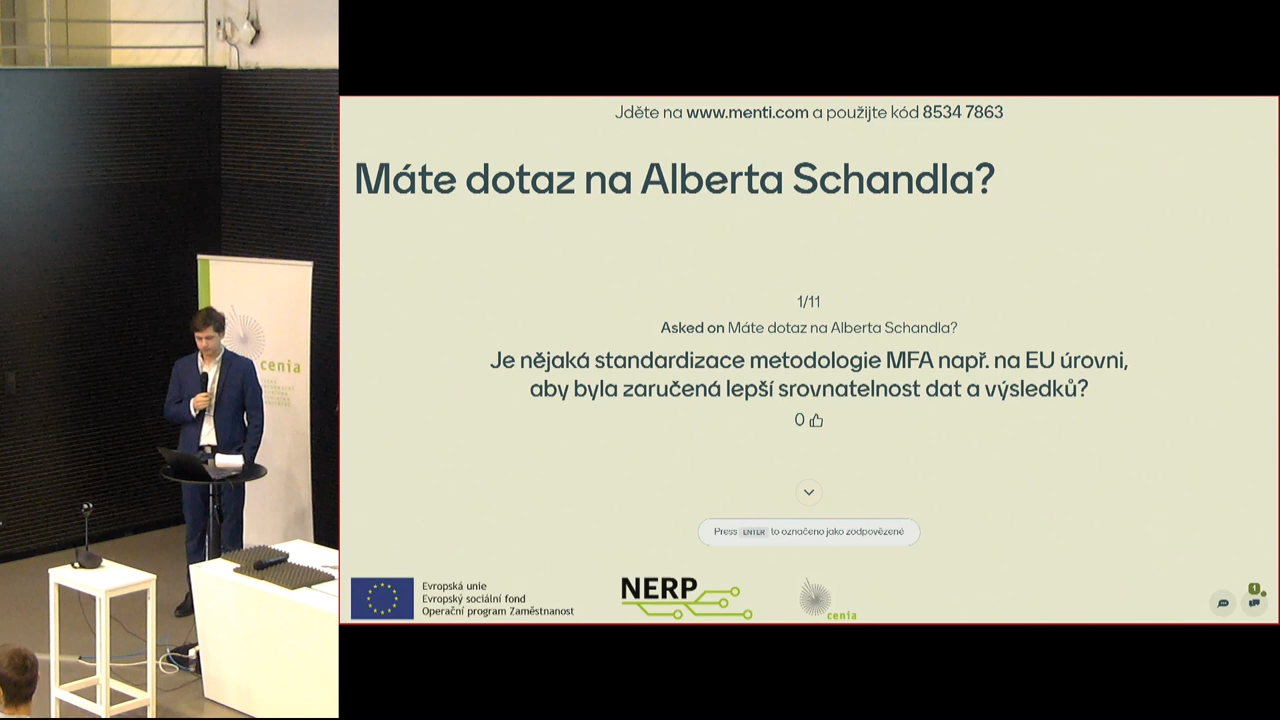 Jděte na www.menti.com a použijte kód 8534 7863
Máte dotaz na Alberta Schandla?
1/11
Asked on Máte dotaz na Alberta Schandla?
Je nějaká standardizace metodologie MFA např. na EU úrovni,
aby byla zaručená lepší srovnatelnost dat a výsledků?
0
Press ENTER to označeno jako zodpovězené
Evropská unie
Evropský sociální fond
Operační program Zaměstnanost
NERP
cenia
1
cenia